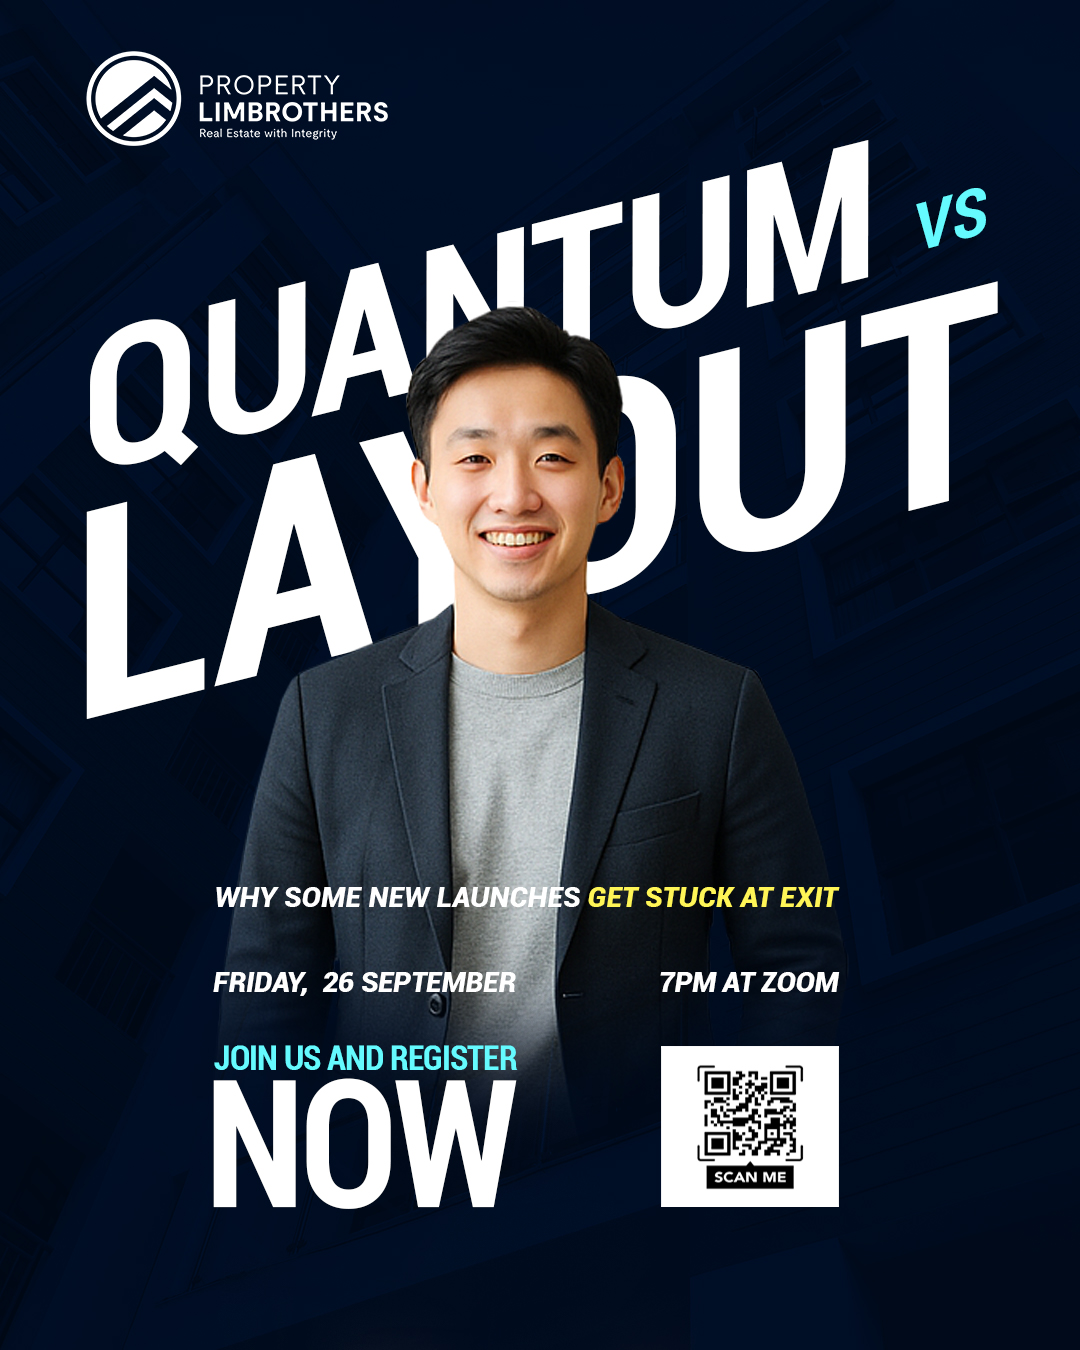 PROPERTY
LIMBROTHERS
Real Estate with Integrity
QUANTUM VS
LAYOUT
WHY SOME NEW LAUNCHES GET STUCK AT EXIT
FRIDAY, 26 SEPTEMBER
7PM AT ZOOM
JOIN US AND REGISTER
NOW
SCAN ME